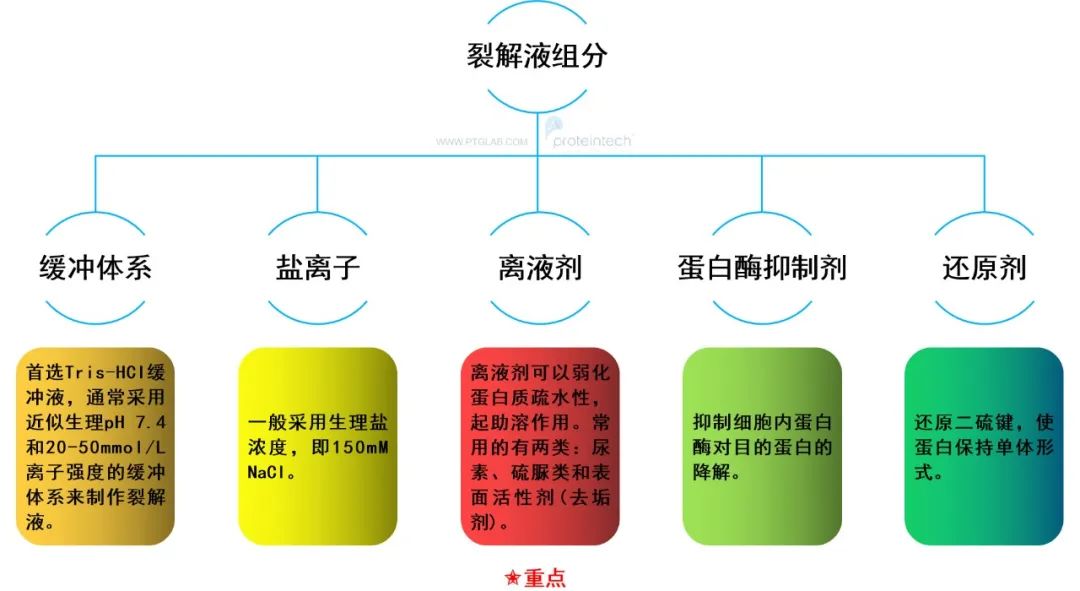 裂解液组分
WWW.PTGLAB.COM proteintech
缓冲体系
盐离子
离液剂
蛋白酶抑制剂
还原剂
首选Tris-HCl缓
冲液，通常采用
近似生理pH 7.4
和20-50mmol/L
离子强度的缓冲
体系来制作裂解
液。
一般采用生理盐
浓度，即150mM
NaCl。
离液剂可以弱化
蛋白质疏水性，
起助溶作用。常
用的有两类：尿
素、硫脲类和表
面活性剂(去垢
剂)。
抑制细胞内蛋白
酶对目的蛋白的
降解。
还原二硫键，使
蛋白保持单体形
式。
重点